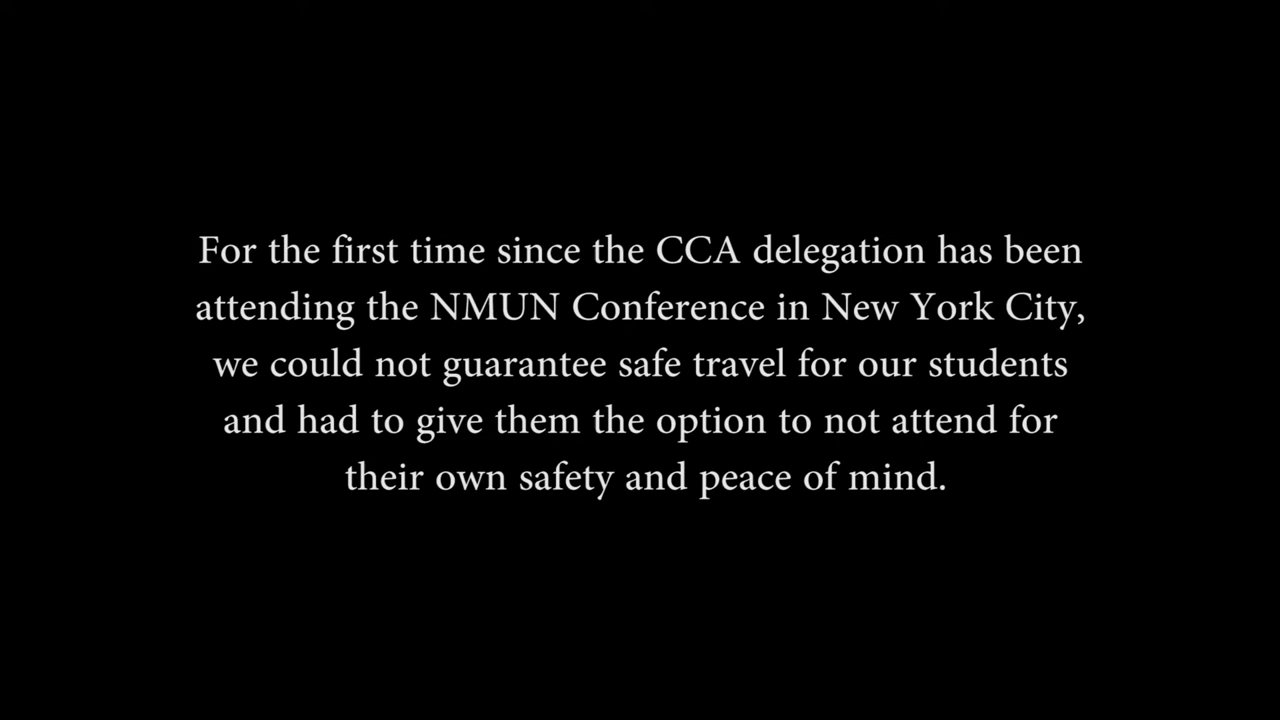 For the first time since the CCA delegation has been
attending the NMUN Conference in New York City,
we could not guarantee safe travel for our students
and had to give them the option to not attend for
their own safety and peace of mind.